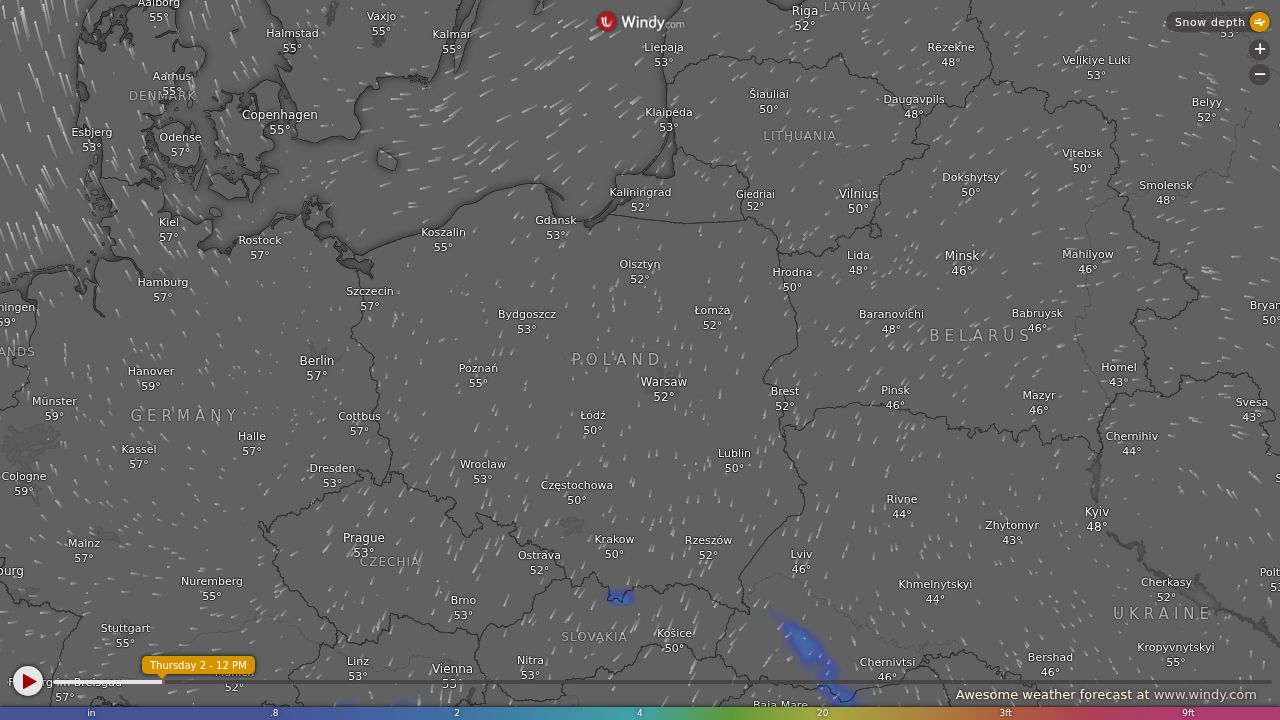 Aalborg
55°
Vaxjo
55°
Halmstad
55°
Kalmar
55°
Windy.com
Riga
52°
LATVIA
Snow depth
53°
+
−
Liepaja
53°
Rēzekne
48°
Velikiye Luki
53°
Aarhus
55°
DENMARK
Copenhagen
55°
Šiauliai
50°
Daugavpils
48°
Belyy
52°
Klaipėda
53°
LITHUANIA
Esbjerg
53°
Odense
57°
Vitebsk
50°
Dokshytsy
50°
Smolensk
48°
Kaliningrad
52°
Giedriai
52°
Vilnius
50°
Kiel
57°
Rostock
57°
Koszalin
55°
Gdansk
53°
Lida
48°
Minsk
46°
Mahilyow
46°
Olsztyn
52°
Hrodna
50°
Hamburg
57°
Szczecin
57°
ningen
59°
Bydgoszcz
53°
Łomża
52°
Baranovichi
48°
Babruysk
46°
BELARUS
Bryan
50°
ANDS
Hanover
59°
Berlin
57°
Poznań
55°
POLAND
Warsaw
52°
Brest
52°
Pinsk
46°
Homel
43°
Mazyr
46°
Münster
59°
GERMANY
Cottbus
57°
Łódź
50°
Svesa
43°
Kassel
57°
Halle
57°
Chernihiv
44°
Cologne
59°
Dresden
53°
Wroclaw
53°
Lublin
50°
Częstochowa
50°
Rivne
44°
Kyiv
48°
Zhytomyr
43°
Mainz
57°
Prague
53°
CZECHIA
Ostrava
52°
Krakow
50°
Rzeszów
52°
Lviv
46°
ourg
Nuremberg
55°
Khmelnytskyi
44°
Cherkasy
52°
Polt
Brno
53°
UKRAINE
Stuttgart
55°
SLOVAKIA
Košice
50°
Kropyvnytskyi
55°
Linz
53°
Vienna
53°
Nitra
53°
Chernivtsi
46°
Bershad
46°
Thursday 2 - 12 PM
57°
52°
Baia Mare
Awesome weather forecast at www.windy.com
in .8 2 4 20 3ft 9ft